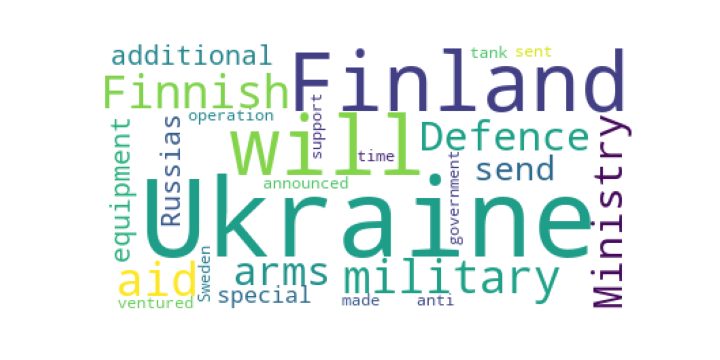 additional
tank
sent
Finland
Finnish
operation
support
will
Defence
Ministry
equipment
Russias
time
send
government
announced
Ukraine
aid
Sweden
arms
military
special
ventured
made
anti